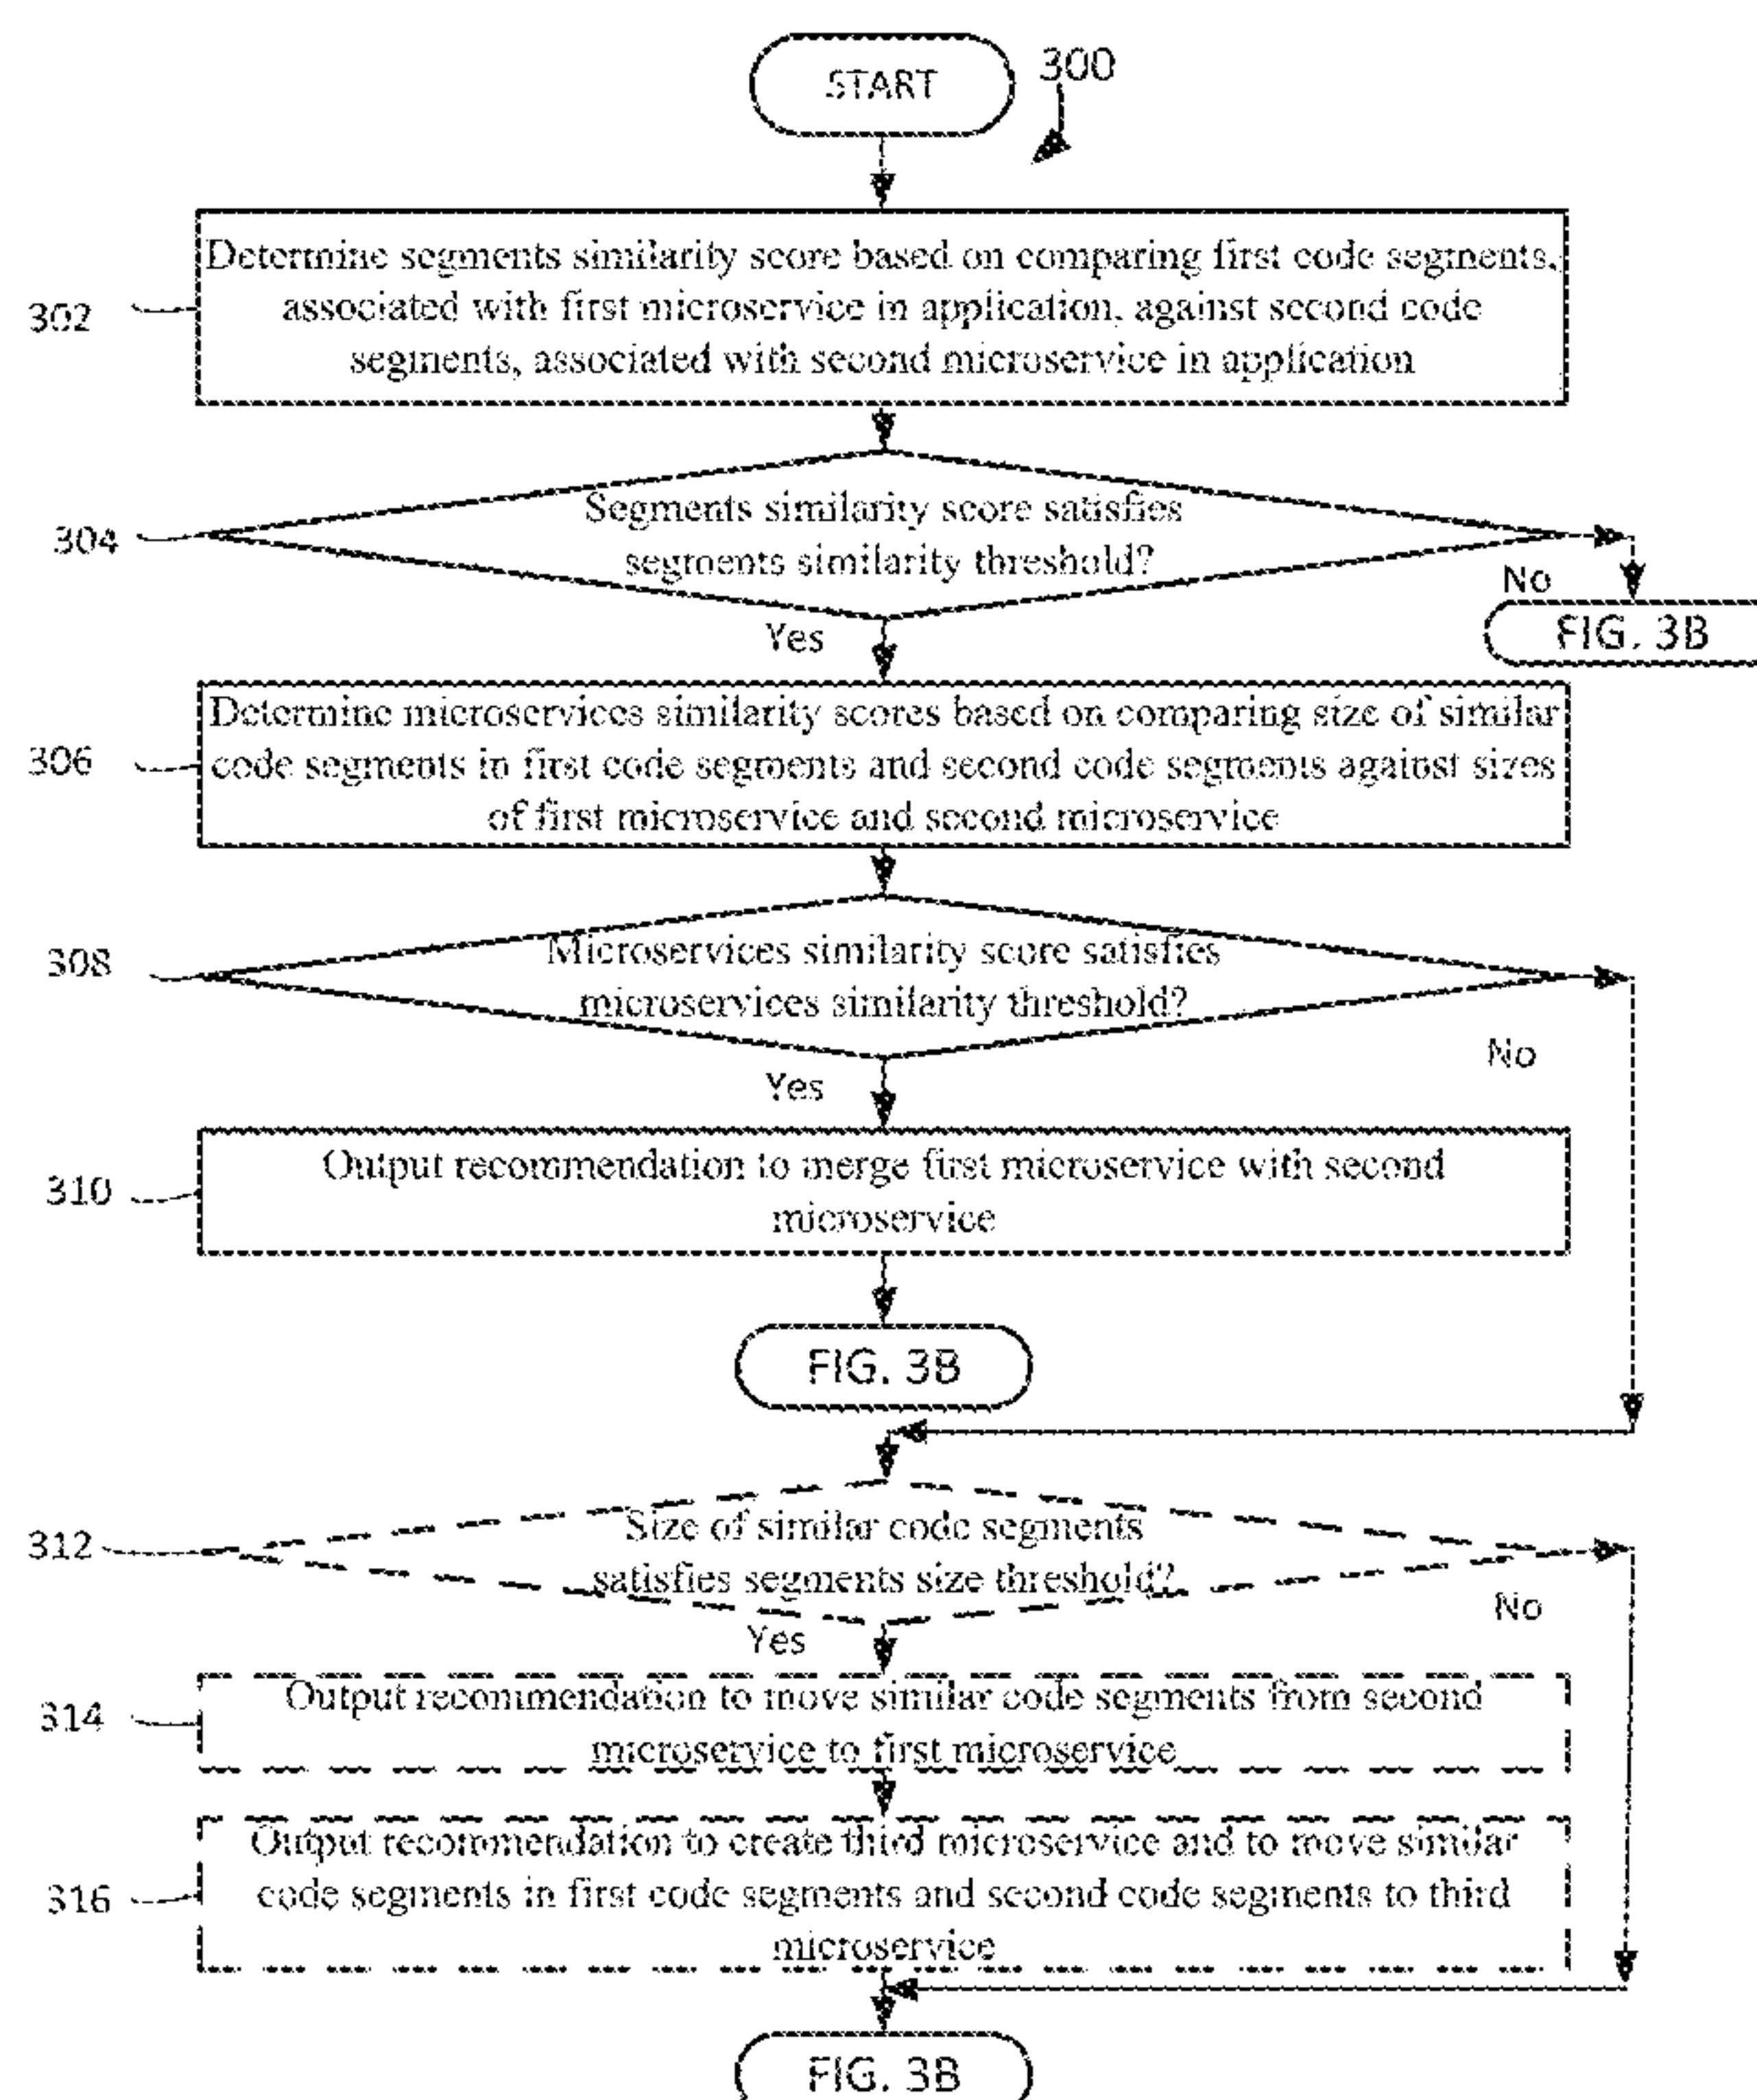 START
300
302
Determine segments similarity score based on comparing first code segments,
associated with first microservice in application, against second code
segments, associated with second microservice in application
304
Segments similarity score satisfies
segments similarity threshold?
No
FIG. 3B
Yes
306
Determine microservices similarity scores based on comparing size of similar
code segments in first code segments and second code segments against sizes
of first microservice and second microservice
308
Microservices similarity score satisfies
microservices similarity threshold?
No
Yes
310
Output recommendation to merge first microservice with second
microservice
FIG. 3B
312
Size of similar code segments
satisfies segments size threshold?
No
Yes
314
Output recommendation to move similar code segments from second
microservice to first microservice
316
Output recommendation to create third microservice and to move similar
code segments in first code segments and second code segments to third
microservice
FIG. 3B